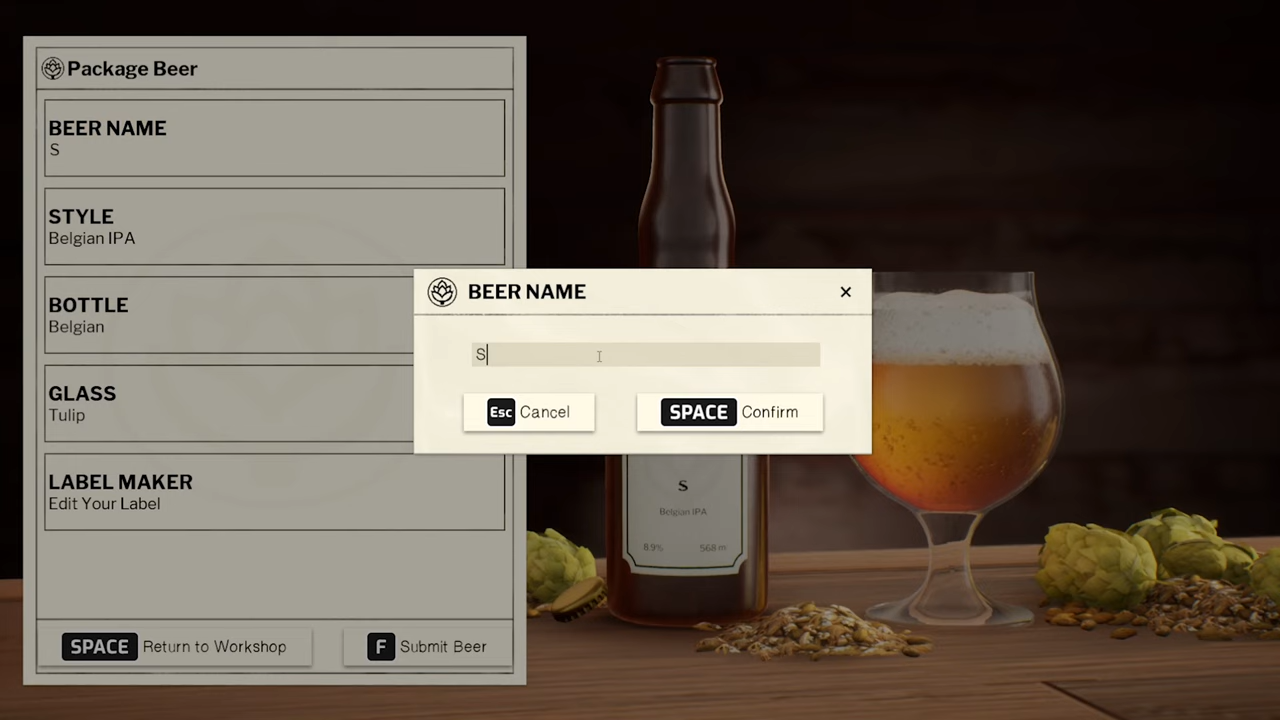 Package Beer
BEER NAME
S
STYLE
Belgian IPA
BOTTLE
Belgian
GLASS
Tulip
LABEL MAKER
Edit Your Label
SPACE Return to Workshop
F Submit Beer
BEER NAME
S
Esc Cancel
SPACE Confirm
S
Belgian IPA
8.9% 568 m